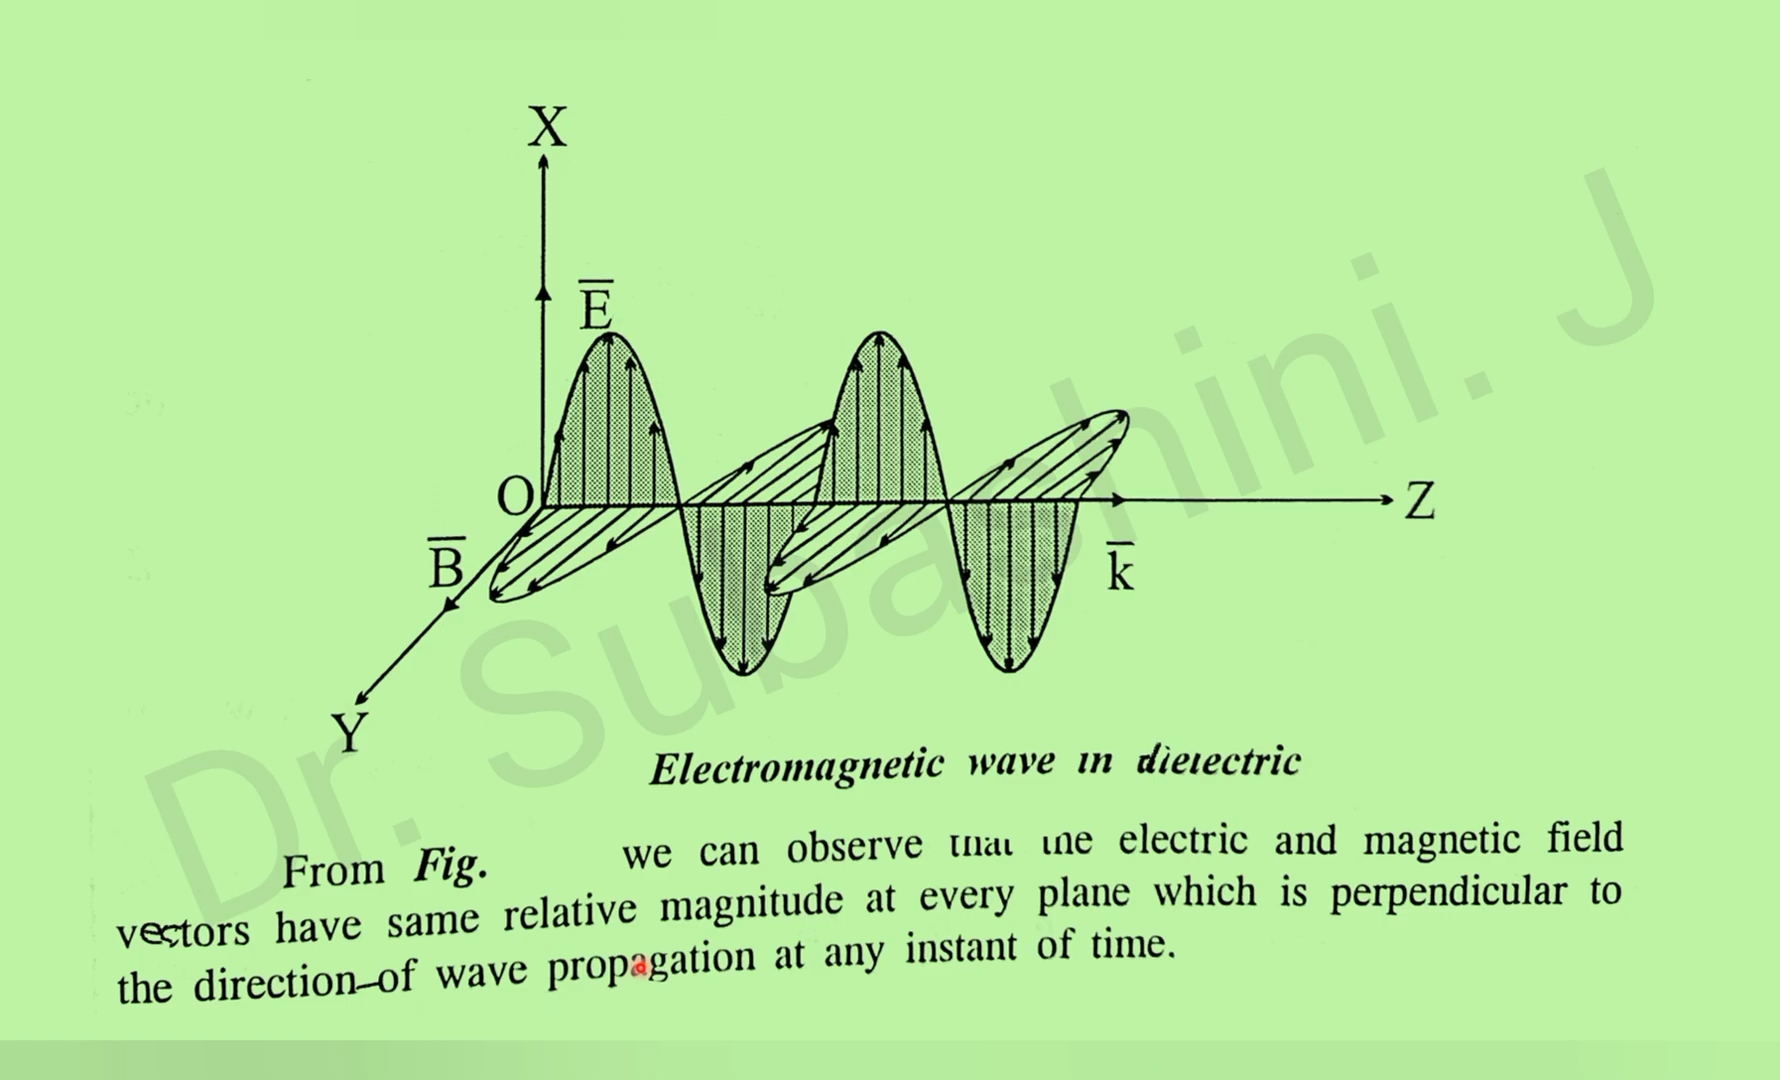 X
E
O
B
Z
k
Y
Dr. Subashini. J
Electromagnetic wave in dielectric
From Fig. we can observe that the electric and magnetic field
vectors have same relative magnitude at every plane which is perpendicular to
the direction of wave propagation at any instant of time.